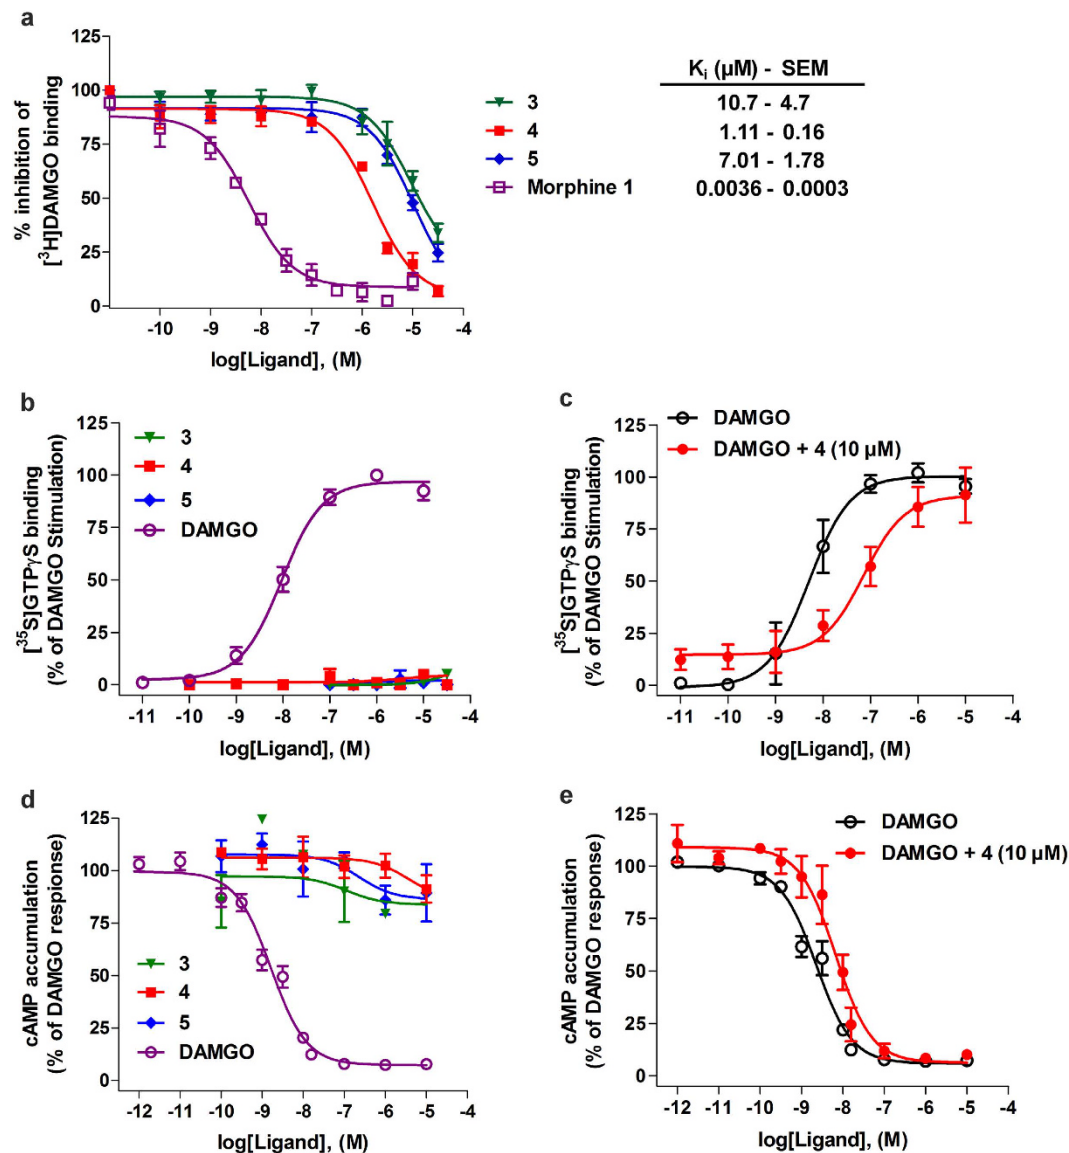 a
% inhibition of
[³H]DAMGO binding
125
100
75
50
25
0
-10 -9 -8 -7 -6 -5 -4
log[Ligand], (M)
3
4
5
Morphine 1
Kᵢ (µM) - SEM
10.7 - 4.7
1.11 - 0.16
7.01 - 1.78
0.0036 - 0.0003
b
[³⁵S]GTPγS binding
(% of DAMGO Stimulation)
125
100
75
50
25
0
3
4
5
DAMGO
-11 -10 -9 -8 -7 -6 -5 -4
log[Ligand], (M)
c
[³⁵S]GTPγS binding
(% of DAMGO Stimulation)
125
100
75
50
25
0
DAMGO
DAMGO + 4 (10 µM)
-11 -10 -9 -8 -7 -6 -5 -4
log[Ligand], (M)
d
cAMP accumulation
(% of DAMGO response)
125
100
75
50
25
0
3
4
5
DAMGO
-12 -11 -10 -9 -8 -7 -6 -5 -4
log[Ligand], (M)
e
cAMP accumulation
(% of DAMGO response)
125
100
75
50
25
0
DAMGO
DAMGO + 4 (10 µM)
-12 -11 -10 -9 -8 -7 -6 -5 -4
log[Ligand], (M)